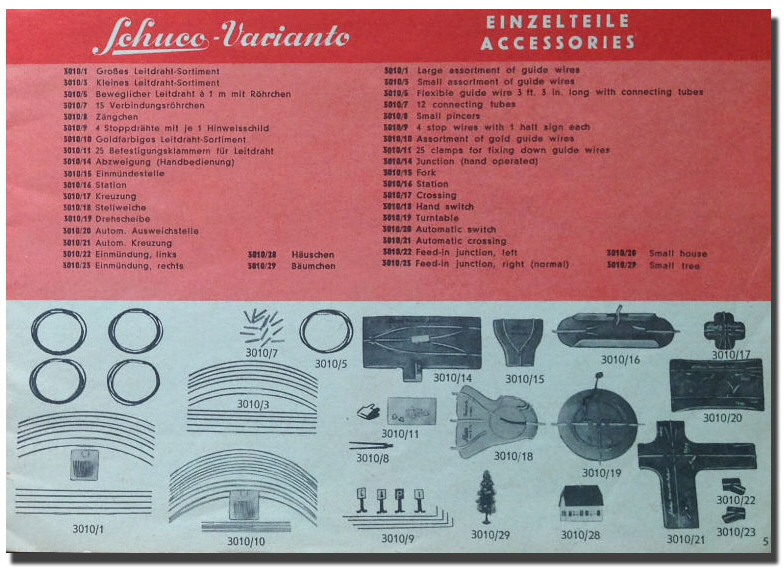 Schuco-Varianto
EINZELTEILE
ACCESSORIES
3010/1 Großes Leitdraht-Sortiment
3010/3 Kleines Leitdraht-Sortiment
3010/5 Beweglicher Leitdraht à 1 m mit Röhrchen
3010/7 15 Verbindungsröhrchen
3010/8 Zängchen
3010/9 4 Stoppdrähte mit je 1 Hinweisschild
3010/10 Goldfarbiges Leitdraht-Sortiment
3010/11 25 Befestigungsklammern für Leitdraht
3010/14 Abzweigung (Handbedienung)
3010/15 Einmündestelle
3010/16 Station
3010/17 Kreuzung
3010/18 Stellweiche
3010/19 Drehscheibe
3010/20 Autom. Ausweichstelle
3010/21 Autom. Kreuzung
3010/22 Einmündung, links
3010/23 Einmündung, rechts
3010/28 Häuschen
3010/29 Bäumchen
3010/1 Large assortment of guide wires
3010/3 Small assortment of guide wires
3010/5 Flexible guide wire 3 ft. 3 in. long with connecting tubes
3010/7 12 connecting tubes
3010/8 Small pincers
3010/9 4 stop wires with 1 halt sign each
3010/10 Assortment of gold guide wires
3010/11 25 clamps for fixing down guide wires
3010/14 Junction (hand operated)
3010/15 Fork
3010/16 Station
3010/17 Crossing
3010/18 Hand switch
3010/19 Turntable
3010/20 Automatic switch
3010/21 Automatic crossing
3010/22 Feed-in junction, left
3010/23 Feed-in junction, right (normal)
3010/28 Small house
3010/29 Small tree
3010/7
3010/5
3010/14
3010/15
3010/16
3010/17
3010/3
3010/11
3010/20
3010/8
3010/18
3010/19
3010/22
3010/1
3010/10
3010/9
3010/29
3010/28
3010/21
3010/23
5